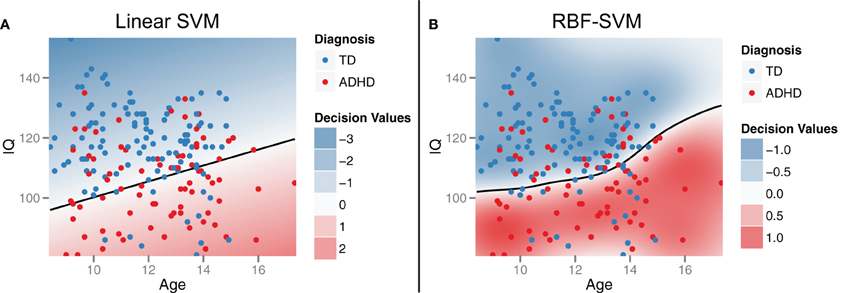 A
Linear SVM
IQ
140
120
100
10
12
14
16
Age
Diagnosis
TD
ADHD
Decision Values
−3
−2
−1
0
1
2
B
RBF-SVM
IQ
140
120
100
10
12
14
16
Age
Diagnosis
TD
ADHD
Decision Values
−1.0
−0.5
0.0
0.5
1.0